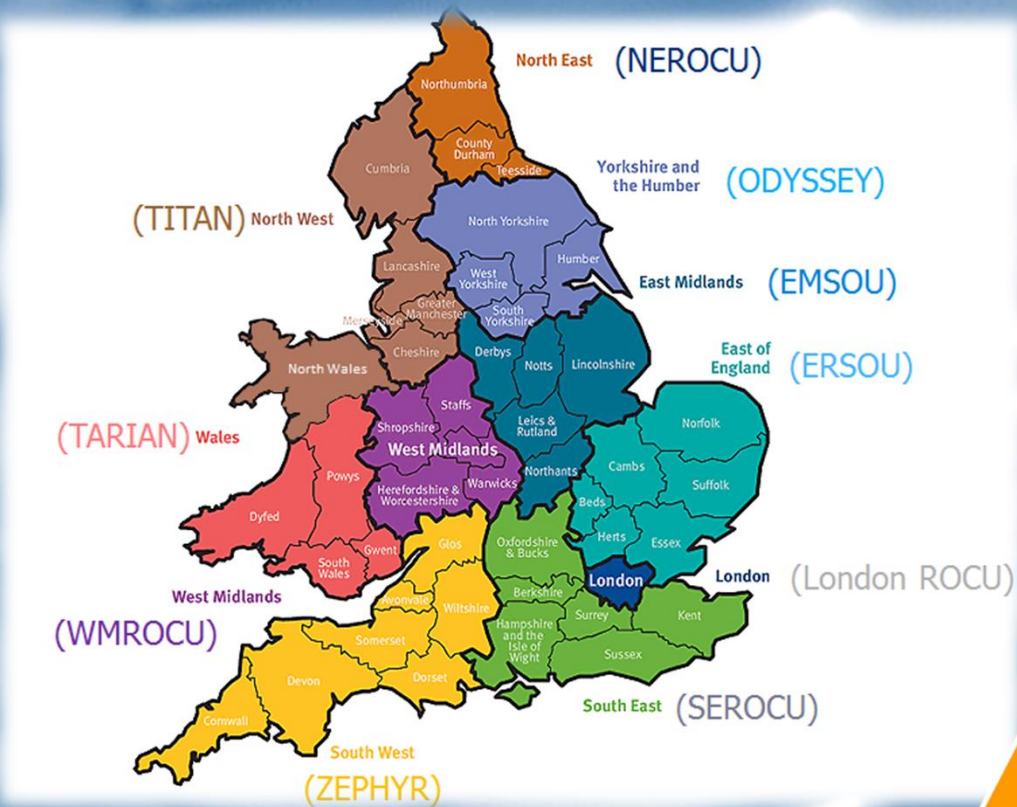 North East (NEROCU)
Northumbria
County
Durham
Teesside
Cumbria
Yorkshire and
the Humber
(ODYSSEY)
(TITAN) North West
North Yorkshire
Humber
Lancashire
West
Yorkshire
East Midlands (EMSOU)
Greater
Manchester
Merseyside
South
Yorkshire
Cheshire
Derbys
Notts
Lincolnshire
East of
England
(ERSOU)
North Wales
Staffs
Shropshire
West Midlands
Leics &
Rutland
Norfolk
(TARIAN) Wales
Powys
Herefordshire &
Worcestershire
Warwicks
Northants
Cambs
Suffolk
Beds
Dyfed
Gwent
South
Wales
Glos
Oxfordshire
& Bucks
Herts
Essex
London
London (London ROCU)
West Midlands
(WMROCU)
Avonvale
Wiltshire
Berkshire
Surrey
Kent
Hampshire
and the
Isle of
Wight
Sussex
Somerset
Devon
Dorset
Cornwall
South East (SEROCU)
South West
(ZEPHYR)